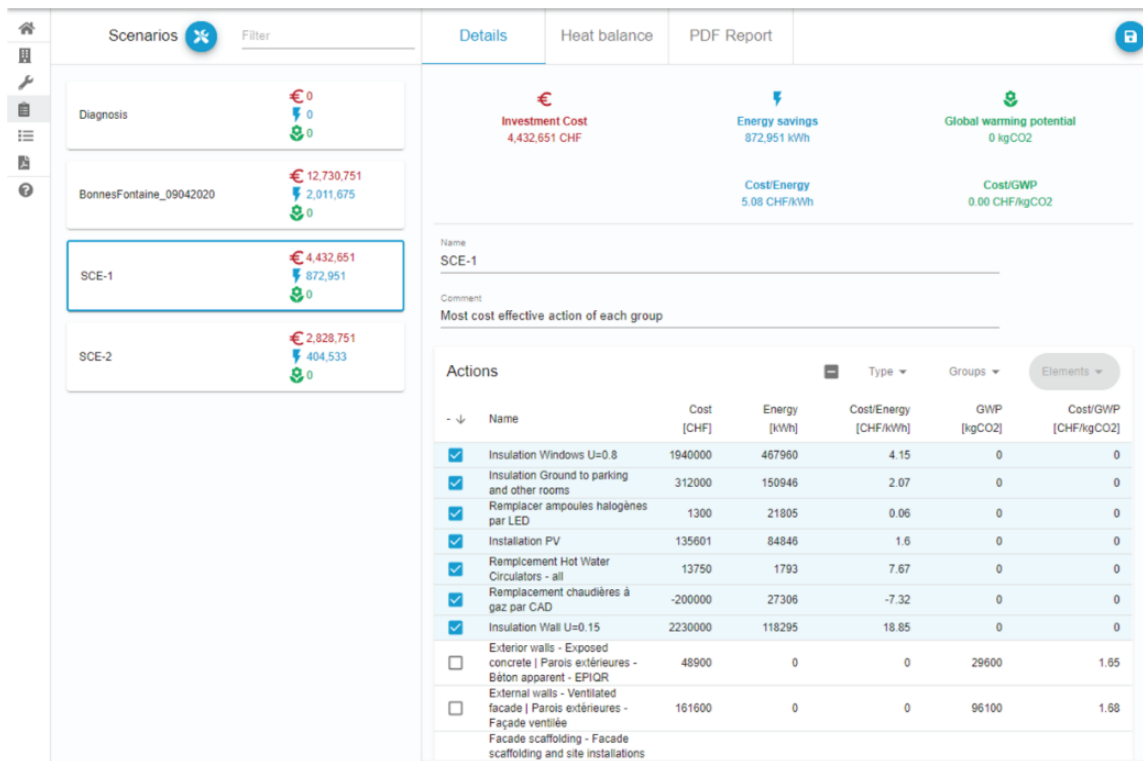 Scenarios
Filter
Details
Heat balance
PDF Report
Diagnosis
€ 0
0
0
BonnesFontaine_09042020
€ 12,730,751
2,011,675
0
SCE-1
€ 4,432,651
872,951
0
SCE-2
€ 2,828,751
404,533
0
€
Investment Cost
4,432,651 CHF
Energy savings
872,951 kWh
Global warming potential
0 kgCO2
Cost/Energy
5.08 CHF/kWh
Cost/GWP
0.00 CHF/kgCO2
Name
SCE-1
Comment
Most cost effective action of each group
Actions
Type
Groups
Elements
- ↓ Name Cost Energy Cost/Energy GWP Cost/GWP
[CHF] [kWh] [CHF/kWh] [kgCO2] [CHF/kgCO2]
Insulation Windows U=0.8 1940000 467960 4.15 0 0
Insulation Ground to parking
and other rooms 312000 150946 2.07 0 0
Remplacer ampoules halogènes
par LED 1300 21805 0.06 0 0
Installation PV 135601 84846 1.6 0 0
Remplcement Hot Water
Circulators - all 13750 1793 7.67 0 0
Remplacement chaudières à
gaz par CAD -200000 27306 -7.32 0 0
Insulation Wall U=0.15 2230000 118295 18.85 0 0
Exterior walls - Exposed
concrete | Parois extérieures - 48900 0 0 29600 1.65
Béton apparent - EPIQR
External walls - Ventilated
facade | Parois extérieures - 161600 0 0 96100 1.68
Façade ventilée
Facade scaffolding - Facade
scaffolding and site installations